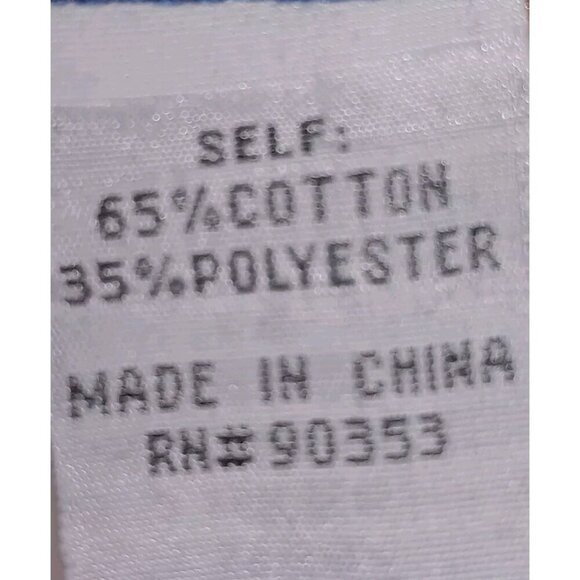 SELF:
65%COTTON
35%POLYESTER
MADE IN CHINA
RN#90353